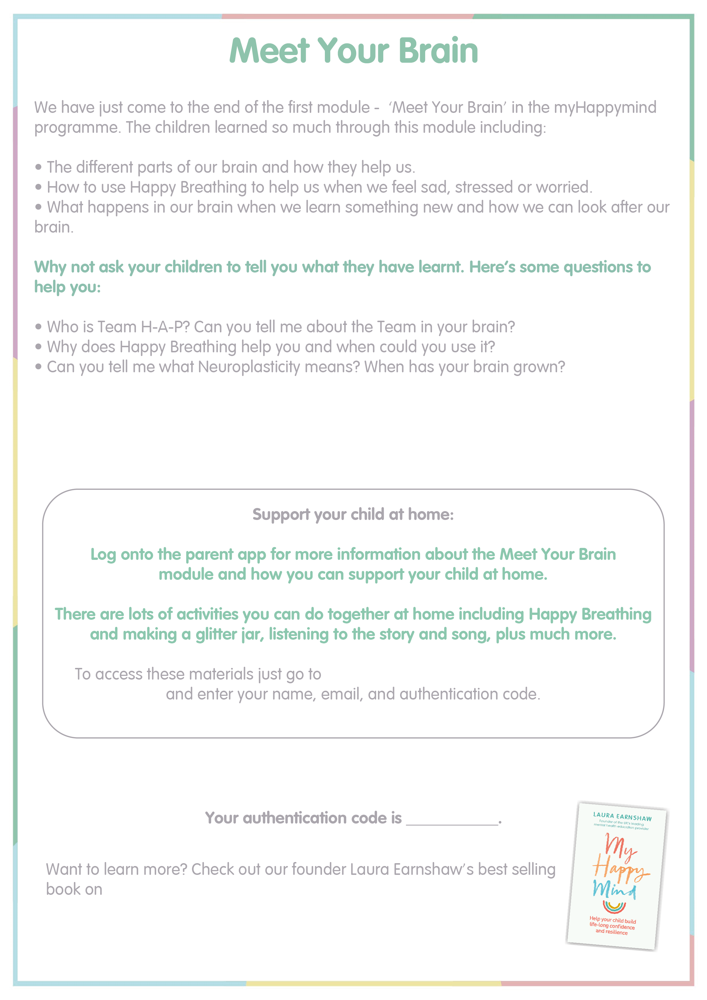 Meet Your Brain
We have just come to the end of the first module -  ‘Meet Your Brain’ in the myHappymind
programme. The children learned so much through this module including:
• The different parts of our brain and how they help us.
• How to use Happy Breathing to help us when we feel sad, stressed or worried.
• What happens in our brain when we learn something new and how we can look after our
brain.
Why not ask your children to tell you what they have learnt. Here’s some questions to
help you:
• Who is Team H-A-P? Can you tell me about the Team in your brain?
• Why does Happy Breathing help you and when could you use it?
• Can you tell me what Neuroplasticity means? When has your brain grown?
Support your child at home:
Log onto the parent app for more information about the Meet Your Brain
module and how you can support your child at home.
There are lots of activities you can do together at home including Happy Breathing
and making a glitter jar, listening to the story and song, plus much more.
To access these materials just go to
and enter your name, email, and authentication code.
Your authentication code is __________.
Want to learn more? Check out our founder Laura Earnshaw’s best selling
book on
LAURA EARNSHAW
Founder of the UK's leading
mental health education provider
My
Happy
Mind
Help your child build
life-long confidence
and resilience